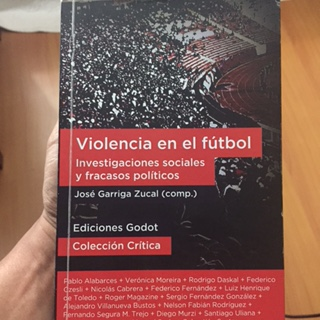 Violencia en el fútbol
Investigaciones sociales
y fracasos políticos
José Garriga Zucal (comp.)
Ediciones Godot
Colección Crítica
Pablo Alabarces + Verónica Moreira + Rodrigo Daskal + Federico
Czesli + Nicolás Cabrera + Federico Fernández + Luiz Henrique
de Toledo + Roger Magazine + Sergio Fernández González +
Alejandro Villanueva Bustos + Nelson Fabián Rodríguez +
Fernando Segura M. Trejo + Diego Murzi + Santiago Uliana +